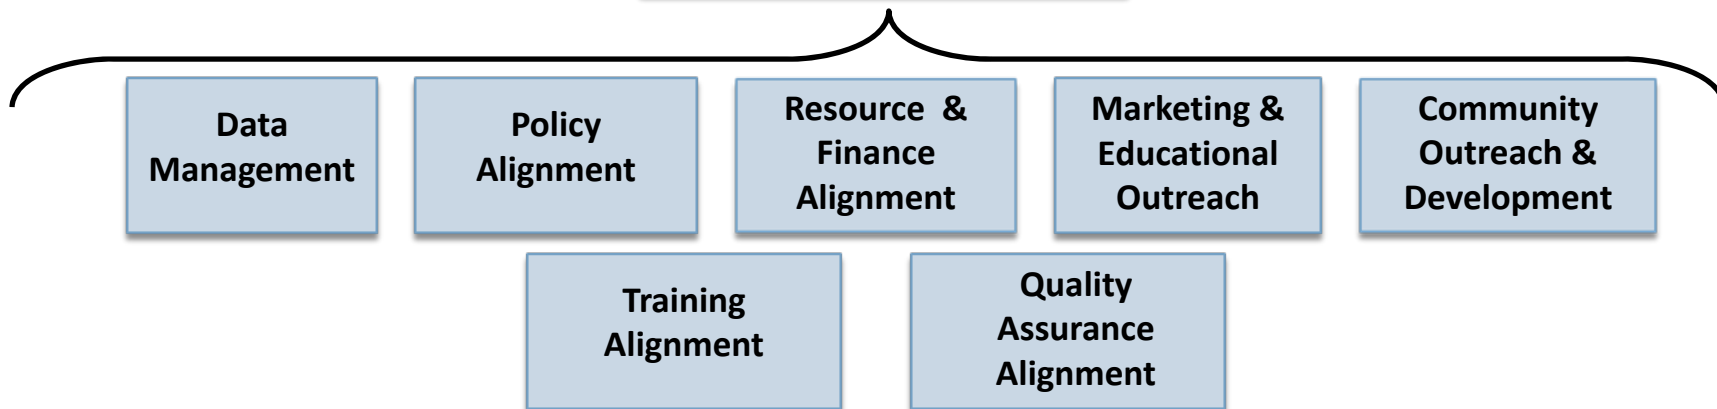 Data
Management
Policy
Alignment
Resource & 
Finance
Alignment
Marketing &
Educational
Outreach
Community
Outreach &
Development
Training
Alignment
Quality
Assurance
Alignment